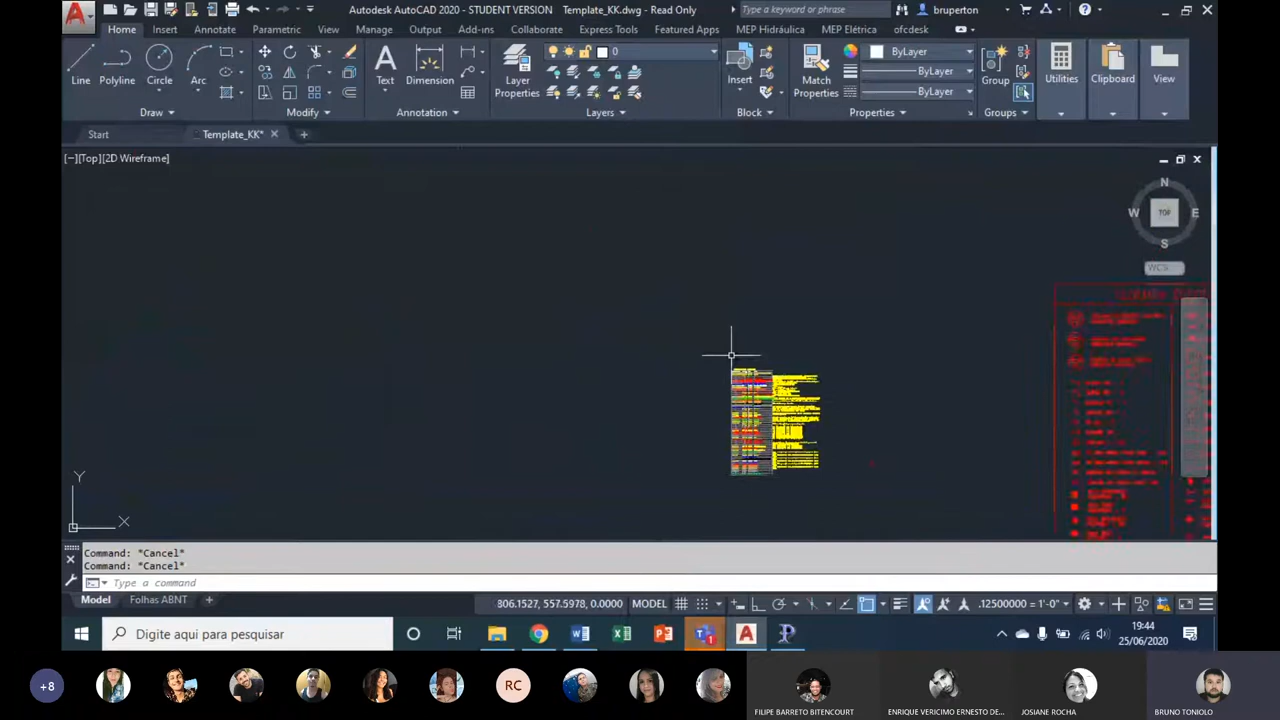 Autodesk AutoCAD 2020 - STUDENT VERSION Template_KK.dwg - Read Only
Type a keyword or phrase
bruperton
Home Insert Annotate Parametric View Manage Output Add-ins Collaborate Express Tools Featured Apps MEP Hidráulica MEP Elétrica ofcdesk
Line Polyline Circle Arc
Text Dimension
Layer Properties
0
Insert
Match Properties
ByLayer
ByLayer
ByLayer
Group
Utilities
Clipboard
View
Draw Modify Annotation Layers Block Properties Groups
Start Template_KK*
[−][Top][2D Wireframe]
N
W TOP E
S
WCS
Y
X
Command: *Cancel*
Command: *Cancel*
Type a command
Model Folhas ABNT
806.1527, 557.5978, 0.0000 MODEL
.12500000 = 1'-0"
Digite aqui para pesquisar
19:44
25/06/2020
+8
RC
FILIPE BARRETO BITENCOURT
ENRIQUE VERICIMO ERNESTO DE...
JOSIANE ROCHA
BRUNO TONIOLO